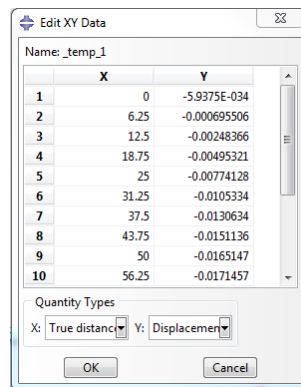 Edit XY Data
Name: _temp_1
X Y
1 0 -5.9375E-034
2 6.25 -0.000695506
3 12.5 -0.00248366
4 18.75 -0.00495321
5 25 -0.00774128
6 31.25 -0.0105334
7 37.5 -0.0130634
8 43.75 -0.0151136
9 50 -0.0165147
10 56.25 -0.0171457
Quantity Types
X: True distanc Y: Displacemen
OK Cancel